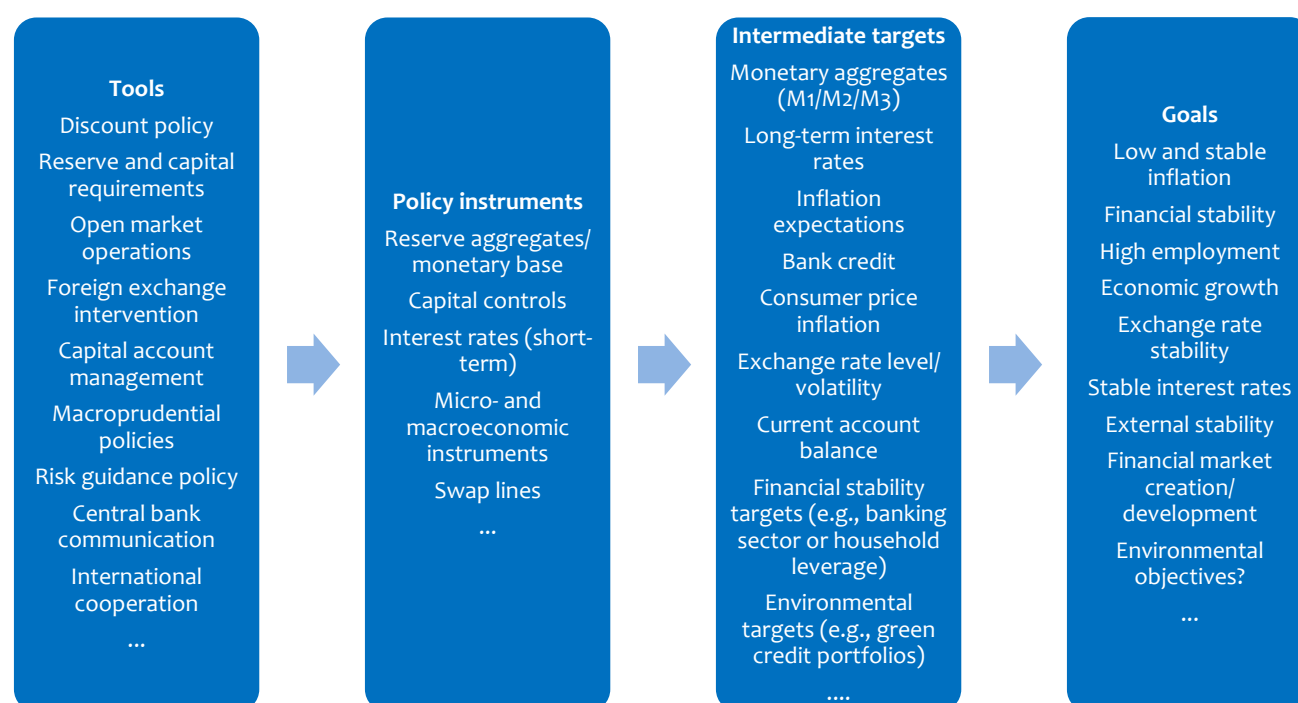 Tools
Discount policy
Reserve and capital
requirements
Open market
operations
Foreign exchange
intervention
Capital account
management
Macroprudential
policies
Risk guidance policy
Central bank
communication
International
cooperation
...
Policy instruments
Reserve aggregates/
monetary base
Capital controls
Interest rates (short-
term)
Micro- and
macroeconomic
instruments
Swap lines
...
Intermediate targets
Monetary aggregates
(M1/M2/M3)
Long-term interest
rates
Inflation
expectations
Bank credit
Consumer price
inflation
Exchange rate level/
volatility
Current account
balance
Financial stability
targets (e.g., banking
sector or household
leverage)
Environmental
targets (e.g., green
credit portfolios)
....
Goals
Low and stable
inflation
Financial stability
High employment
Economic growth
Exchange rate
stability
Stable interest rates
External stability
Financial market
creation/
development
Environmental
objectives?
...